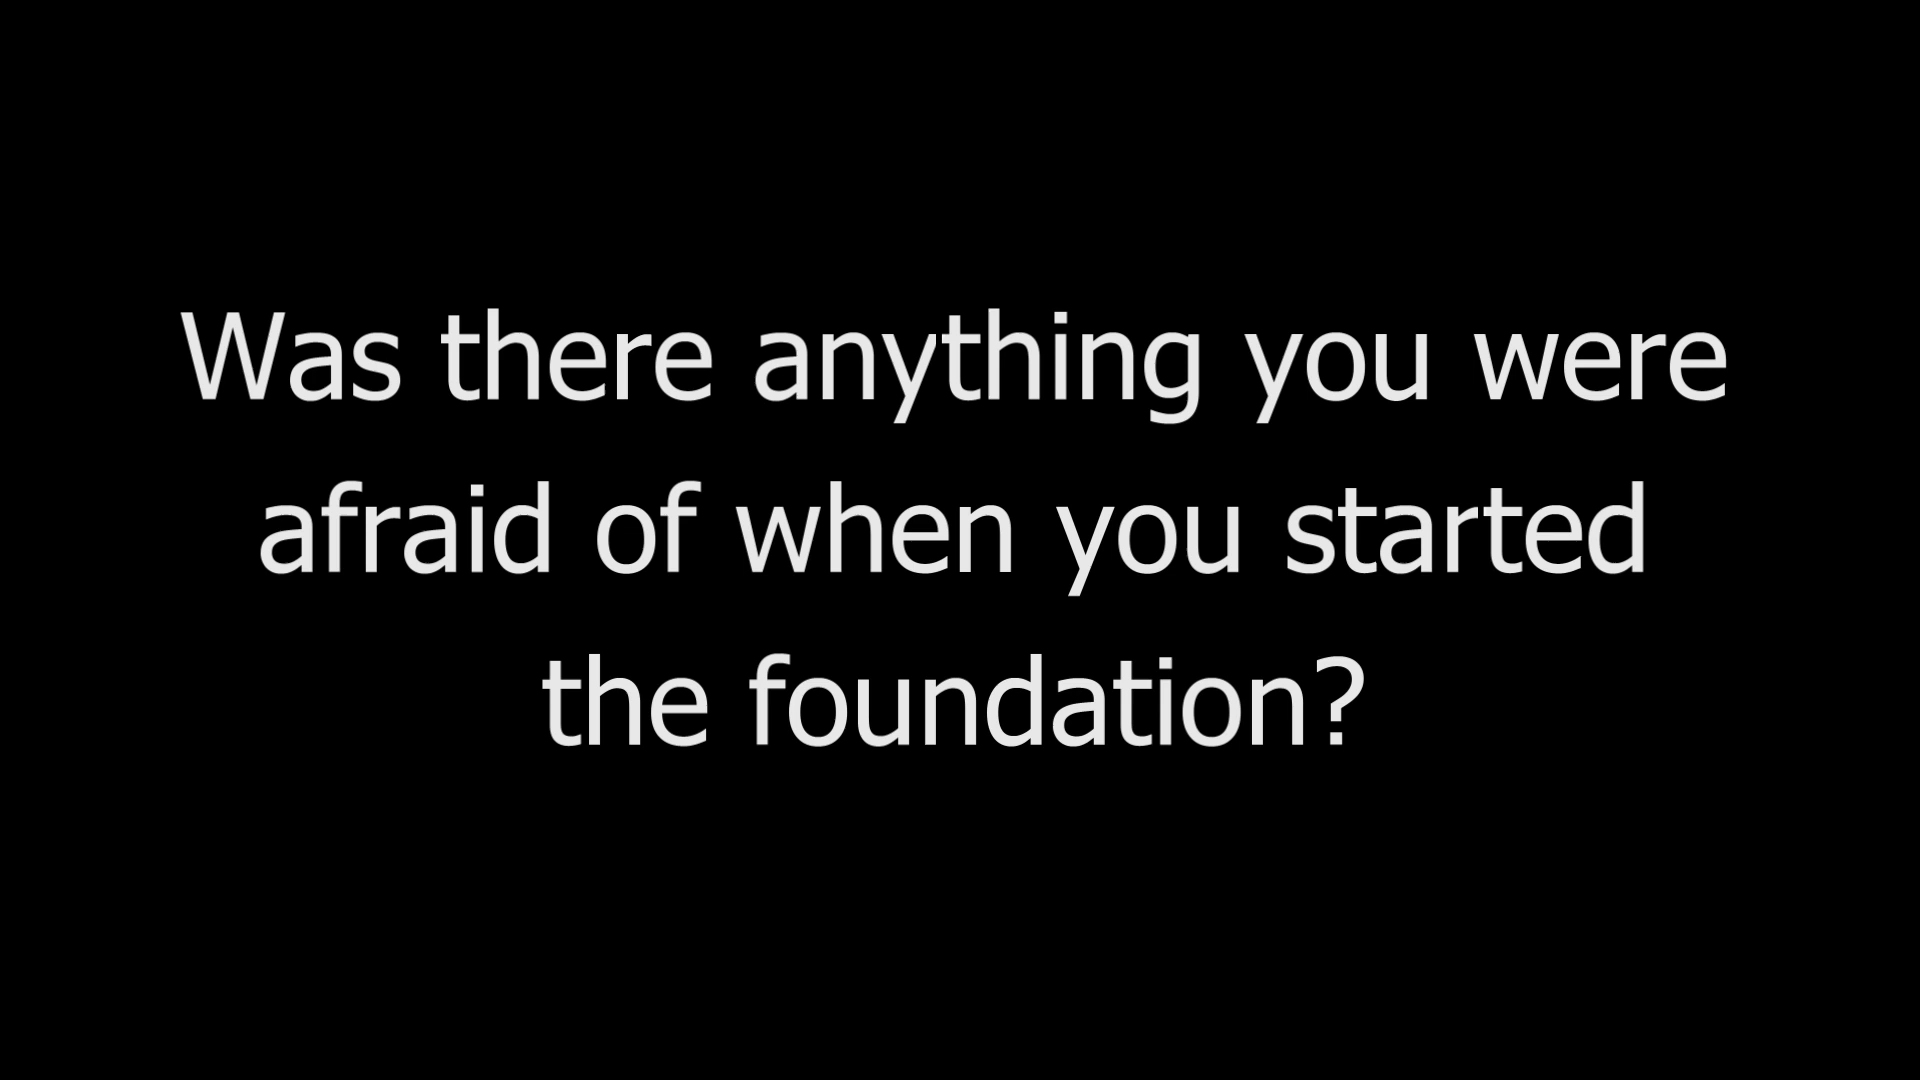 Was there anything you were
afraid of when you started
the foundation?